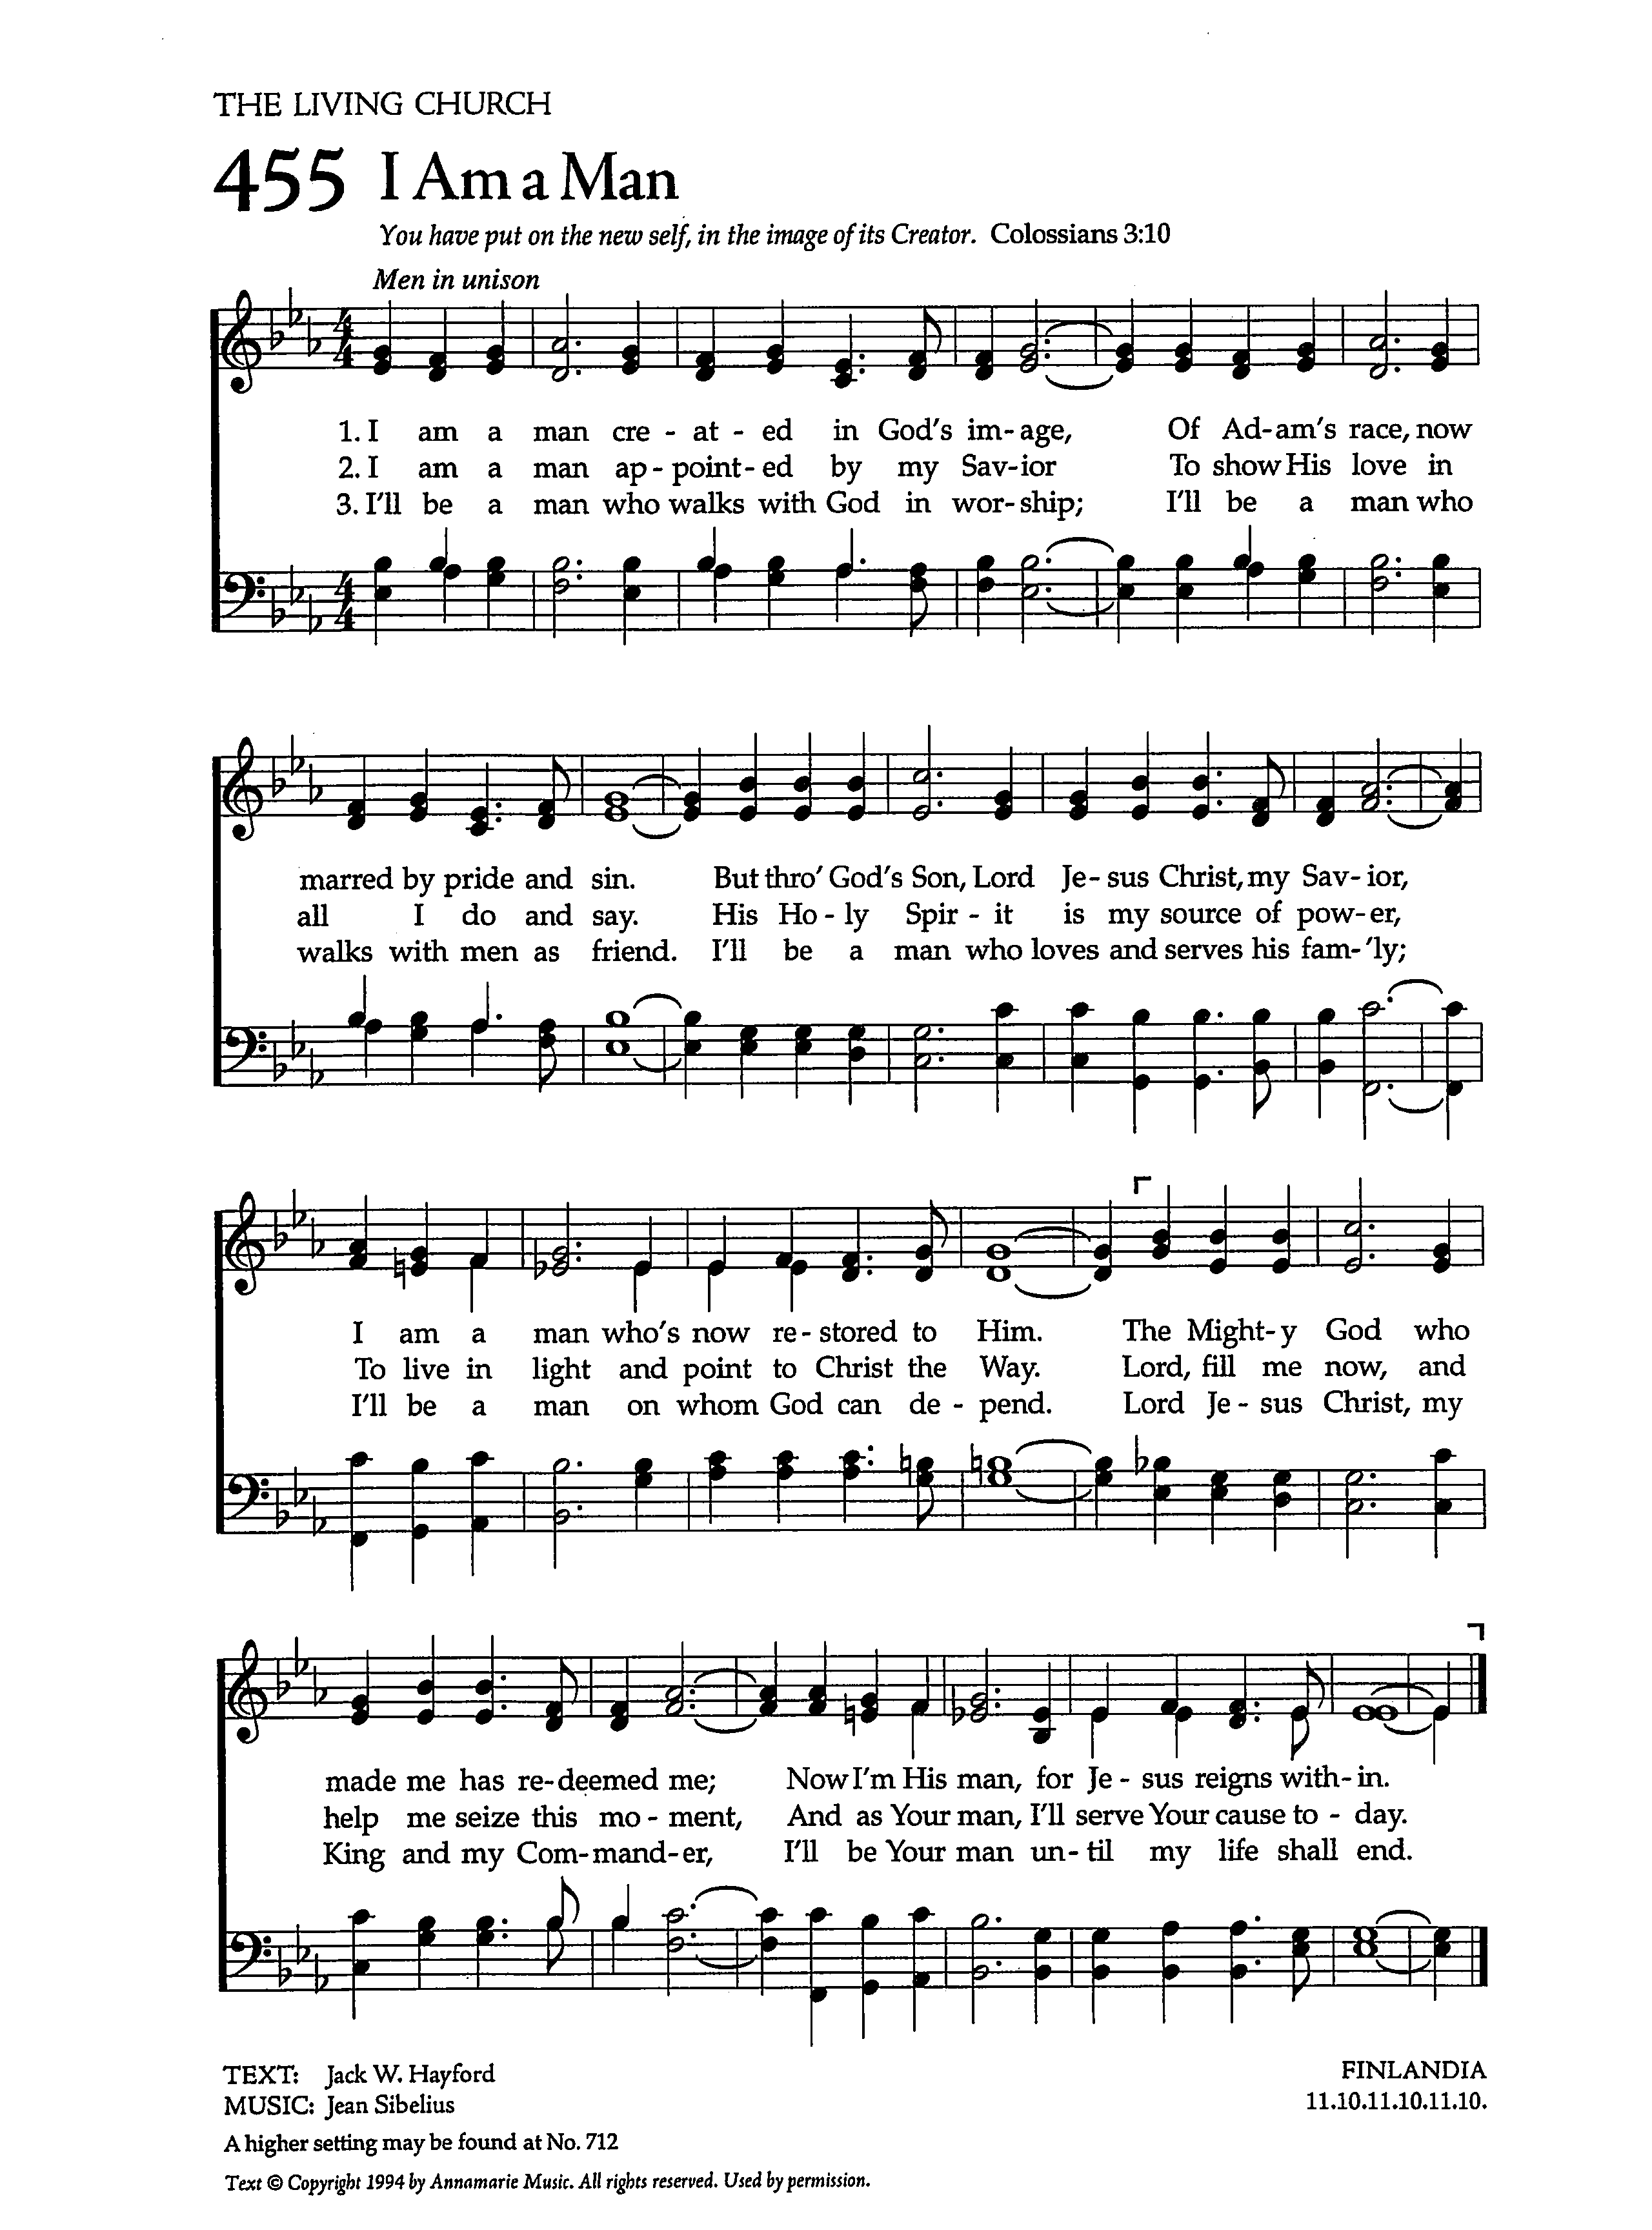 THE LIVING CHURCH
455 I Am a Man
You have put on the new self, in the image of its Creator. Colossians 3:10
Men in unison
1. I am a man cre - at - ed in God's im - age, Of Ad - am's race, now
2. I am a man ap - point - ed by my Sav - ior To show His love in
3. I'll be a man who walks with God in wor - ship; I'll be a man who
marred by pride and sin. But thro' God's Son, Lord Je - sus Christ, my Sav - ior,
all I do and say. His Ho - ly Spir - it is my source of pow - er,
walks with men as friend. I'll be a man who loves and serves his fam - 'ly;
I am a man who's now re - stored to Him. The Might - y God who
To live in light and point to Christ the Way. Lord, fill me now, and
I'll be a man on whom God can de - pend. Lord Je - sus Christ, my
made me has re - deemed me; Now I'm His man, for Je - sus reigns with - in.
help me seize this mo - ment, And as Your man, I'll serve Your cause to - day.
King and my Com - mand - er, I'll be Your man un - til my life shall end.
TEXT: Jack W. Hayford
MUSIC: Jean Sibelius
FINLANDIA
11.10.11.10.11.10.
A higher setting may be found at No. 712
Text © Copyright 1994 by Annamarie Music. All rights reserved. Used by permission.